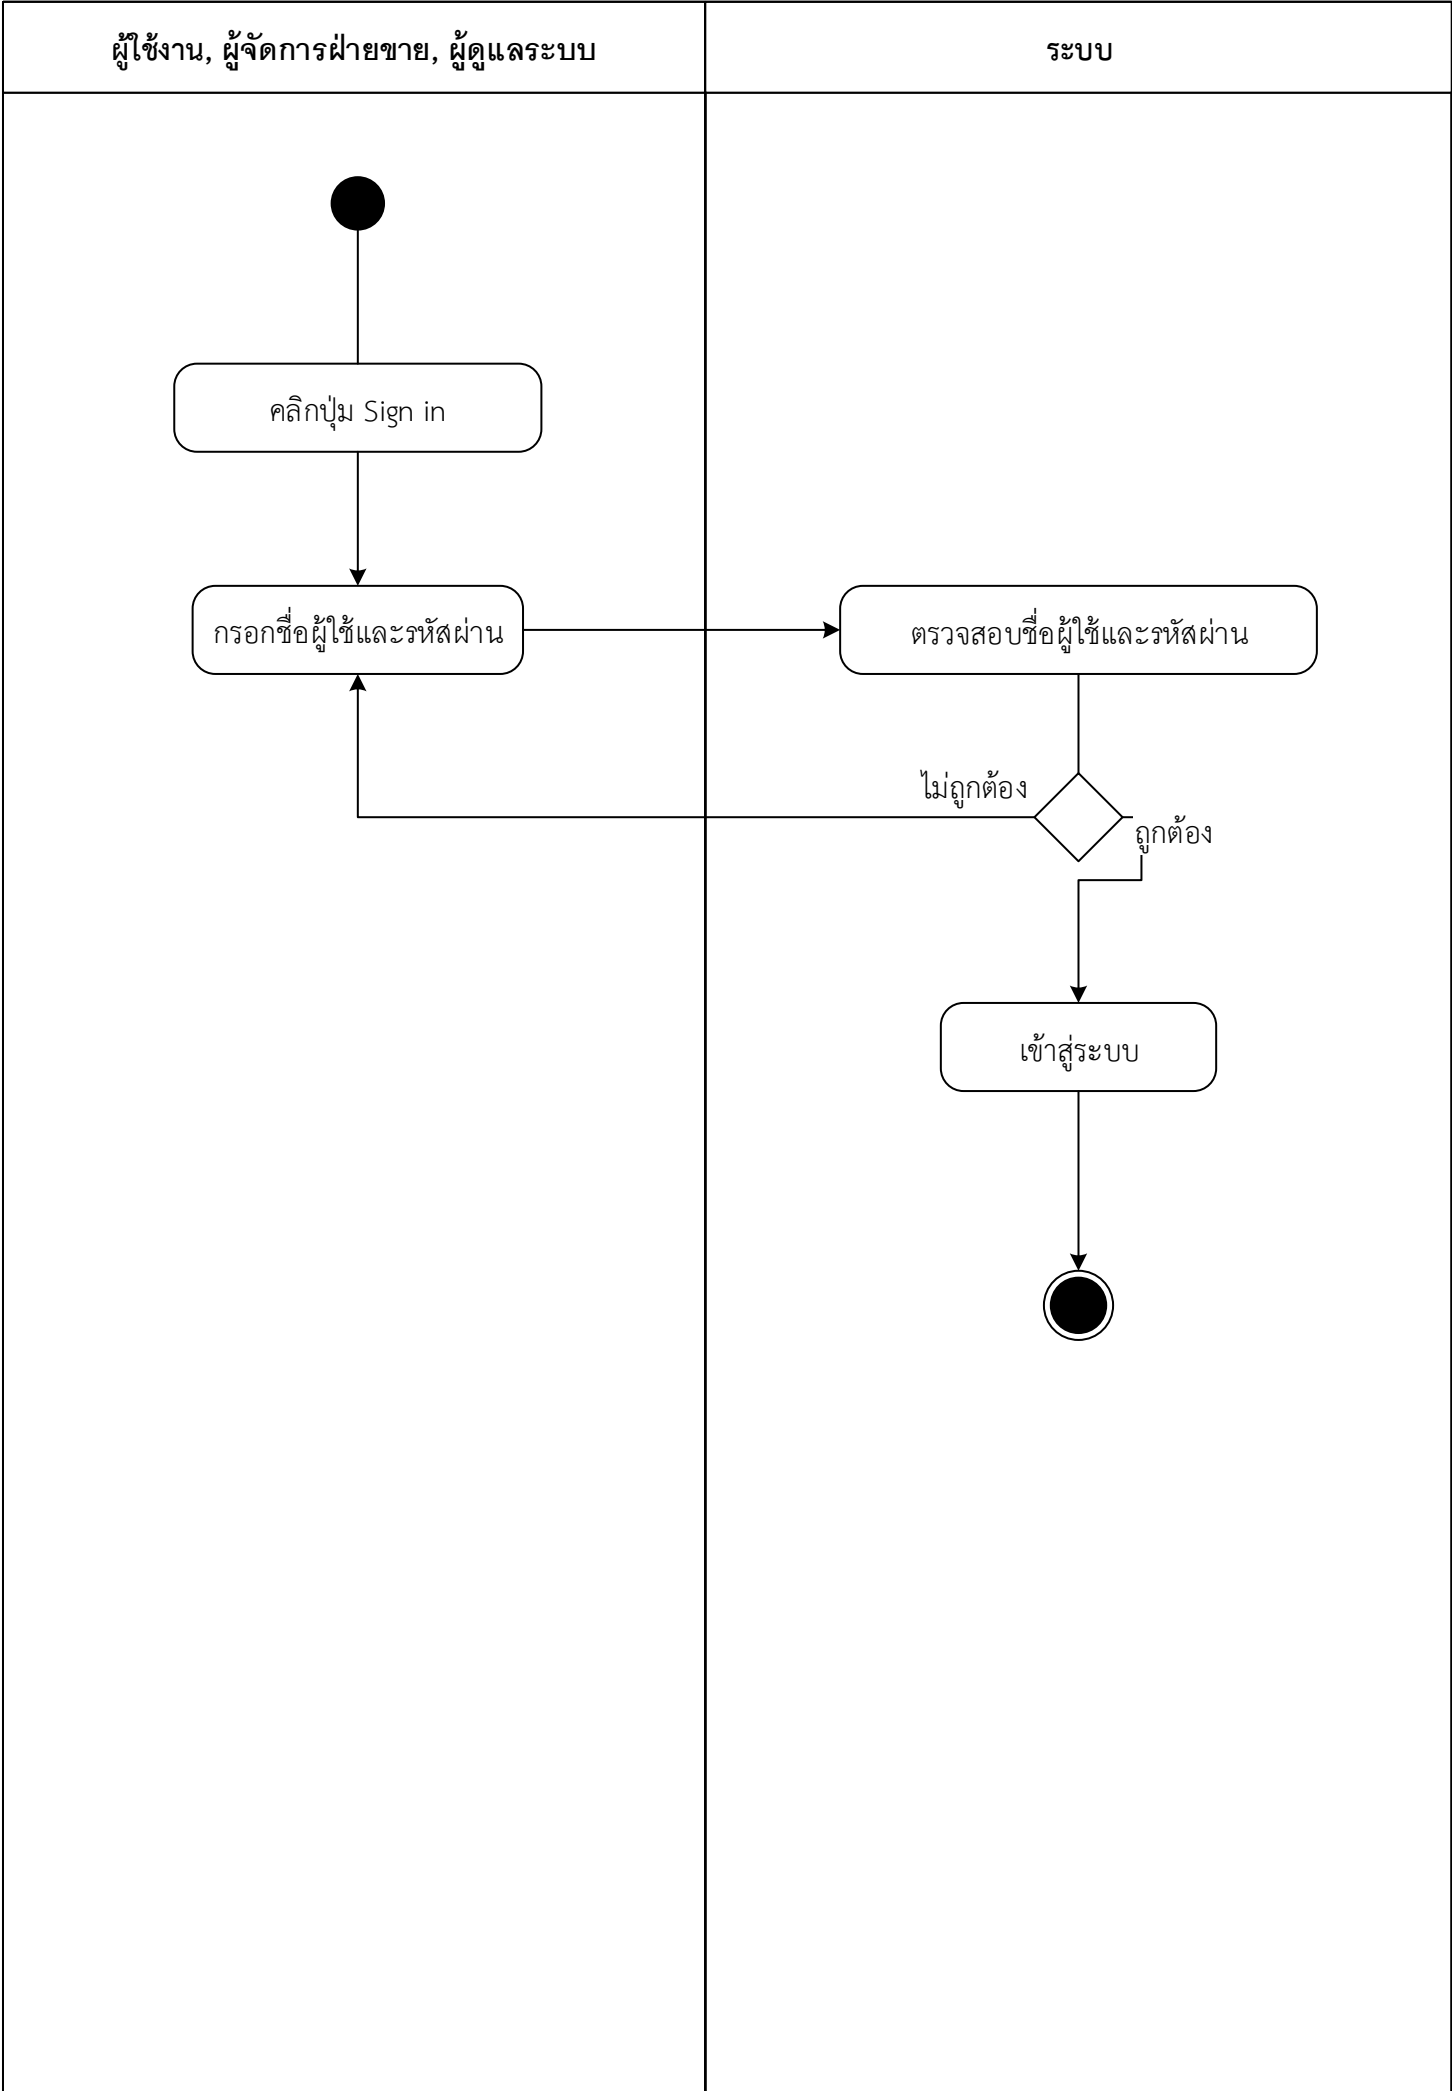 ผู้ใช้งาน, ผู้จัดการฝ่ายขาย, ผู้ดูแลระบบ
ระบบ
คลิกปุ่ม Sign in
กรอกชื่อผู้ใช้และรหัสผ่าน
ตรวจสอบชื่อผู้ใช้และรหัสผ่าน
ไม่ถูกต้อง
ถูกต้อง
เข้าสู่ระบบ